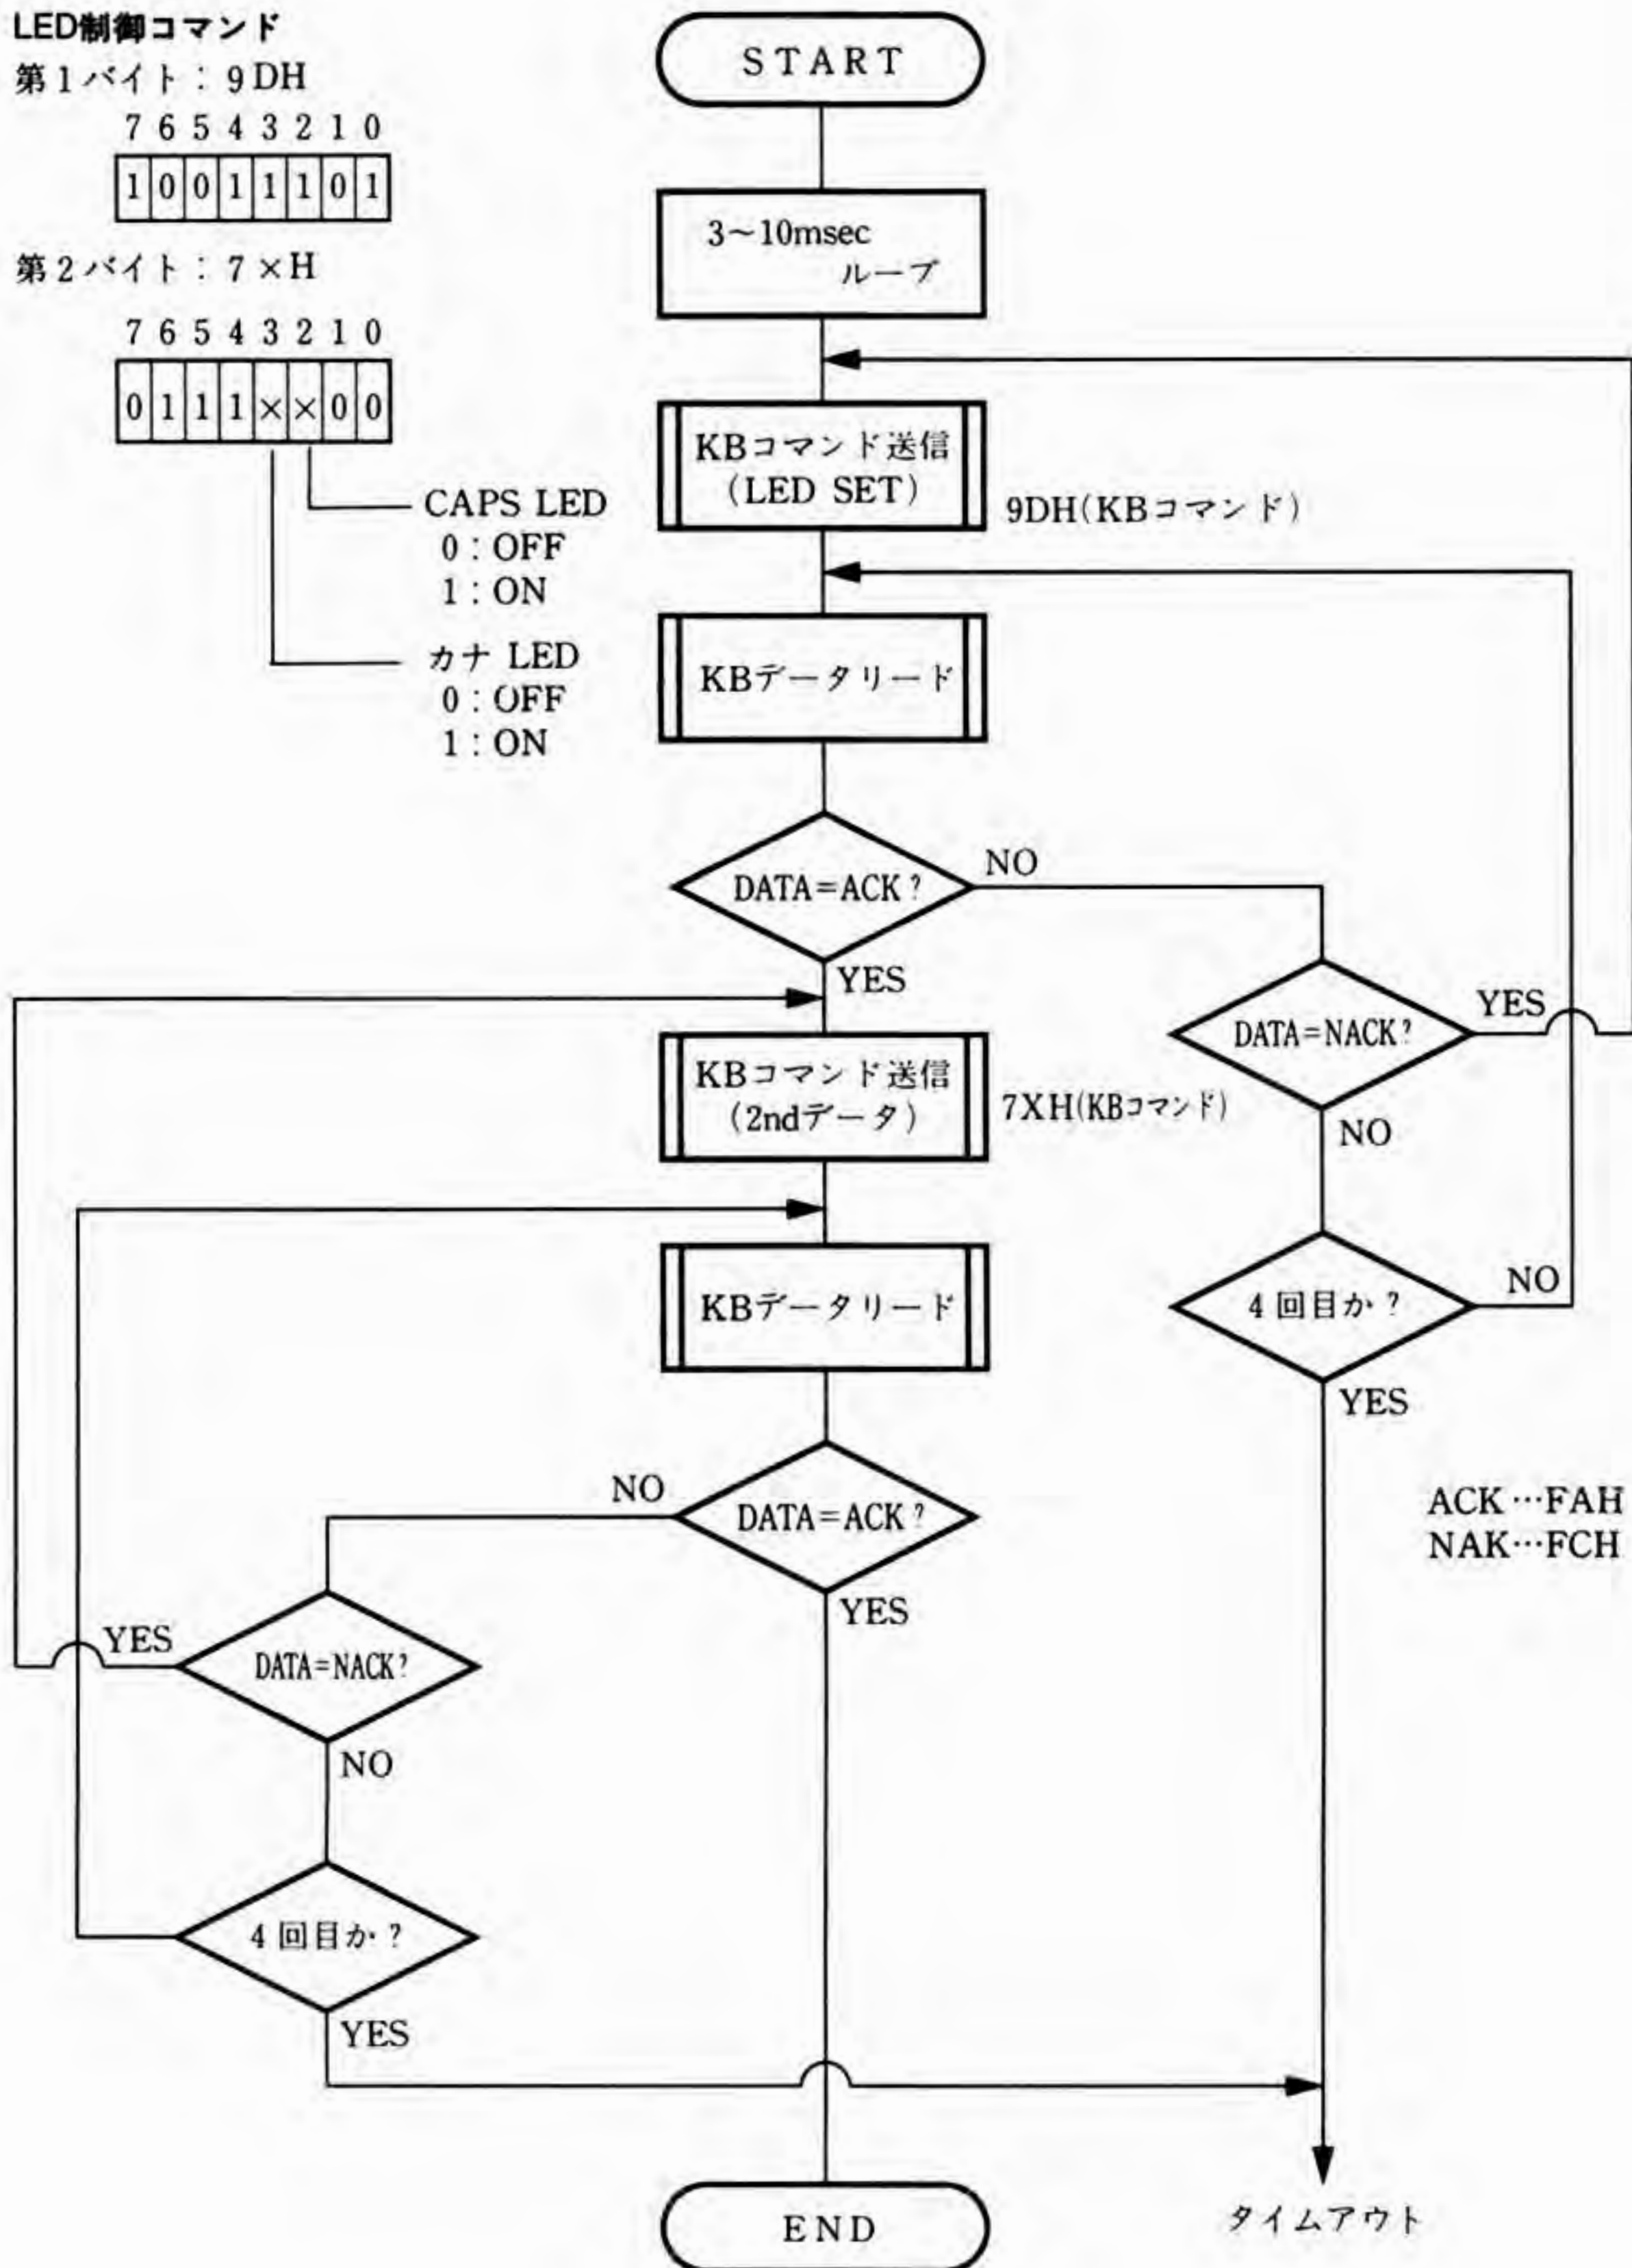 LED制御コマンド
第1バイト：9DH
7 6 5 4 3 2 1 0
1 0 0 1 1 1 0 1
第2バイト：7×H
7 6 5 4 3 2 1 0
0 1 1 1 × × 0 0
CAPS LED
0：OFF
1：ON
カナ LED
0：OFF
1：ON
START
3～10msec
ループ
KBコマンド送信
(LED SET)
9DH(KBコマンド)
KBデータリード
DATA=ACK?
NO
YES
DATA=NACK?
YES
NO
KBコマンド送信
(2ndデータ)
7XH(KBコマンド)
KBデータリード
4回目か?
NO
YES
DATA=ACK?
NO
YES
ACK…FAH
NAK…FCH
DATA=NACK?
YES
NO
4回目か?
YES
END
タイムアウト